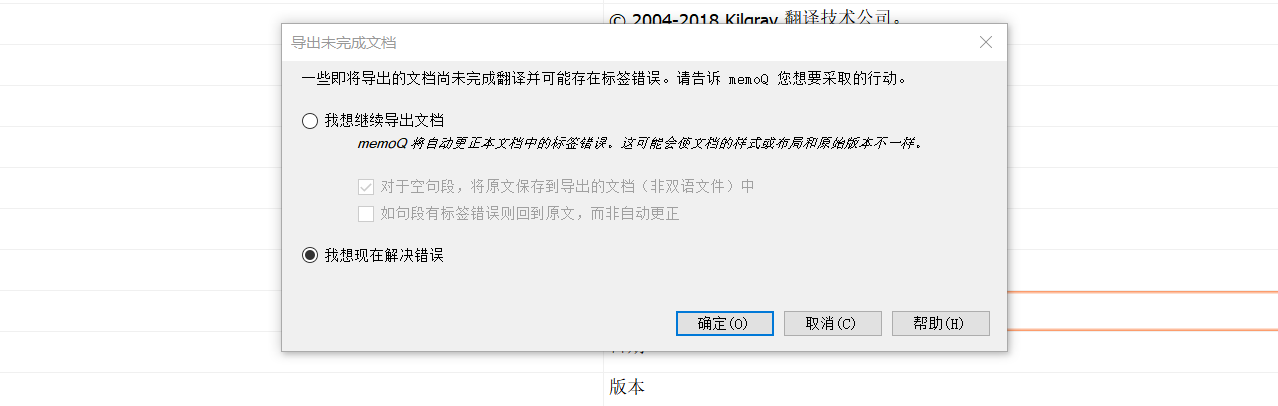 © 2004-2018 Kilgray 翻译技术公司。
导出未完成文档
一些即将导出的文档尚未完成翻译并可能存在标签错误。请告诉 memoQ 您想要采取的行动。
我想继续导出文档
memoQ 将自动更正本文档中的标签错误。这可能会使文档的样式或布局和原始版本不一样。
对于空句段，将原文保存到导出的文档（非双语文件）中
如句段有标签错误则回到原文，而非自动更正
我想现在解决错误
确定(O) 取消(C) 帮助(H)
版本